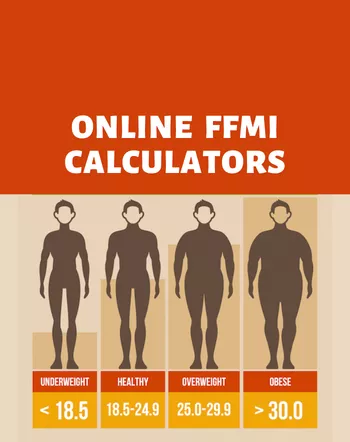 ONLINE FFMI
CALCULATORS
UNDERWEIGHT HEALTHY OVERWEIGHT OBESE
< 18.5 18.5-24.9 25.0-29.9 > 30.0